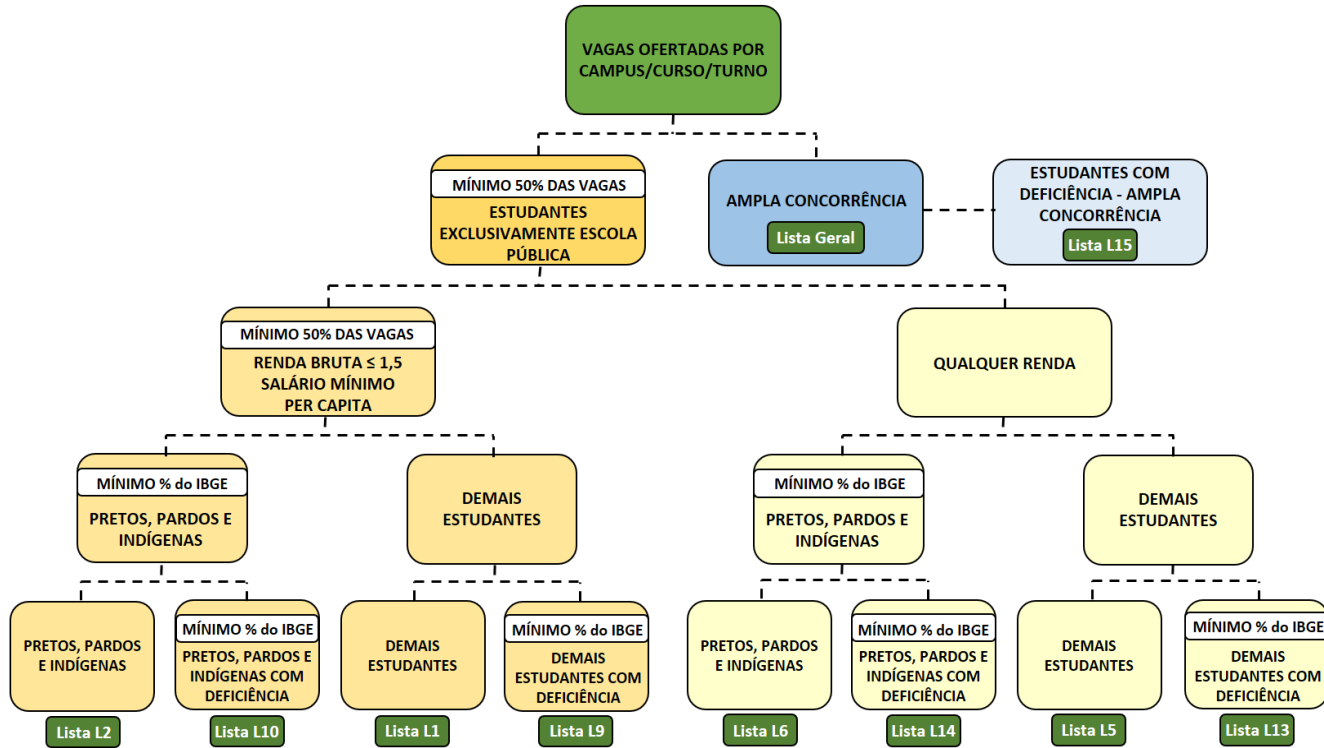 VAGAS OFERTADAS POR
CAMPUS/CURSO/TURNO
MÍNIMO 50% DAS VAGAS
ESTUDANTES
EXCLUSIVAMENTE ESCOLA
PÚBLICA
AMPLA CONCORRÊNCIA
Lista Geral
ESTUDANTES COM
DEFICIÊNCIA - AMPLA
CONCORRÊNCIA
Lista L15
MÍNIMO 50% DAS VAGAS
RENDA BRUTA ≤ 1,5
SALÁRIO MÍNIMO
PER CAPITA
QUALQUER RENDA
MÍNIMO % do IBGE
PRETOS, PARDOS E
INDÍGENAS
DEMAIS
ESTUDANTES
MÍNIMO % do IBGE
PRETOS, PARDOS E
INDÍGENAS
DEMAIS
ESTUDANTES
PRETOS, PARDOS
E INDÍGENAS
Lista L2
MÍNIMO % do IBGE
PRETOS, PARDOS E
INDÍGENAS COM
DEFICIÊNCIA
Lista L10
DEMAIS
ESTUDANTES
Lista L1
MÍNIMO % do IBGE
DEMAIS
ESTUDANTES COM
DEFICIÊNCIA
Lista L9
PRETOS, PARDOS
E INDÍGENAS
Lista L6
MÍNIMO % do IBGE
PRETOS, PARDOS E
INDÍGENAS COM
DEFICIÊNCIA
Lista L14
DEMAIS
ESTUDANTES
Lista L5
MÍNIMO % do IBGE
DEMAIS
ESTUDANTES COM
DEFICIÊNCIA
Lista L13